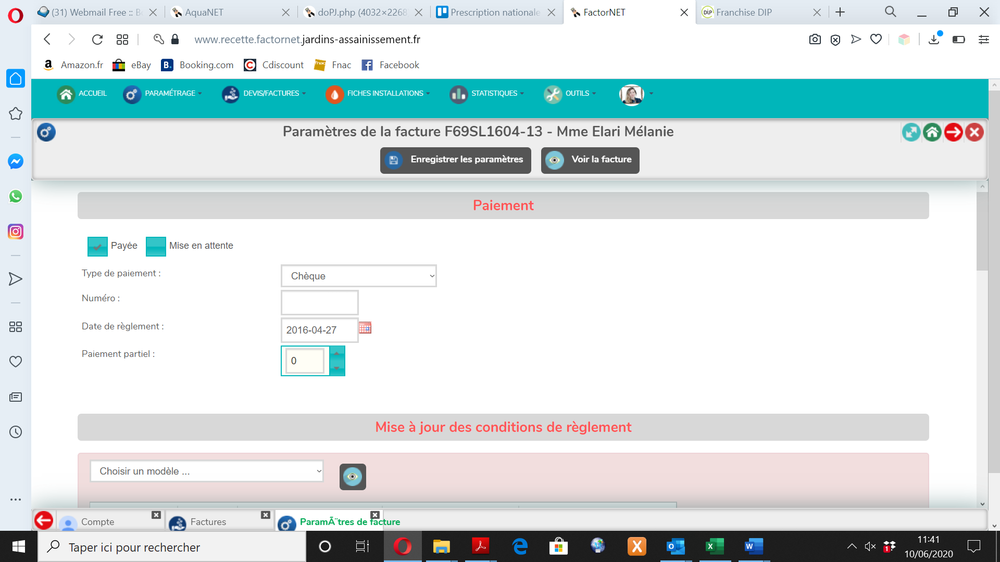 (31) Webmail Free :: Bo
AquaNET
doPJ.php (4032×2268
Prescription nationale
FactorNET
DIP
Franchise DIP
www.recette.factornet.jardins-assainissement.fr
a
Amazon.fr
eBay
B.
Booking.com
C
Cdiscount
fnac
Fnac
Facebook
ACCUEIL
PARAMÉTRAGE
DEVIS/FACTURES
FICHES INSTALLATIONS
STATISTIQUES
OUTILS
Paramètres de la facture F69SL1604-13 - Mme Elari Mélanie
Enregistrer les paramètres
Voir la facture
Paiement
Payée
Mise en attente
Type de paiement :
Chèque
Numéro :
Date de règlement :
2016-04-27
Paiement partiel :
0
Mise à jour des conditions de règlement
Choisir un modèle ...
Compte
Factures
ParamÃ¨tres de facture
Taper ici pour rechercher
1
11:41
10/06/2020